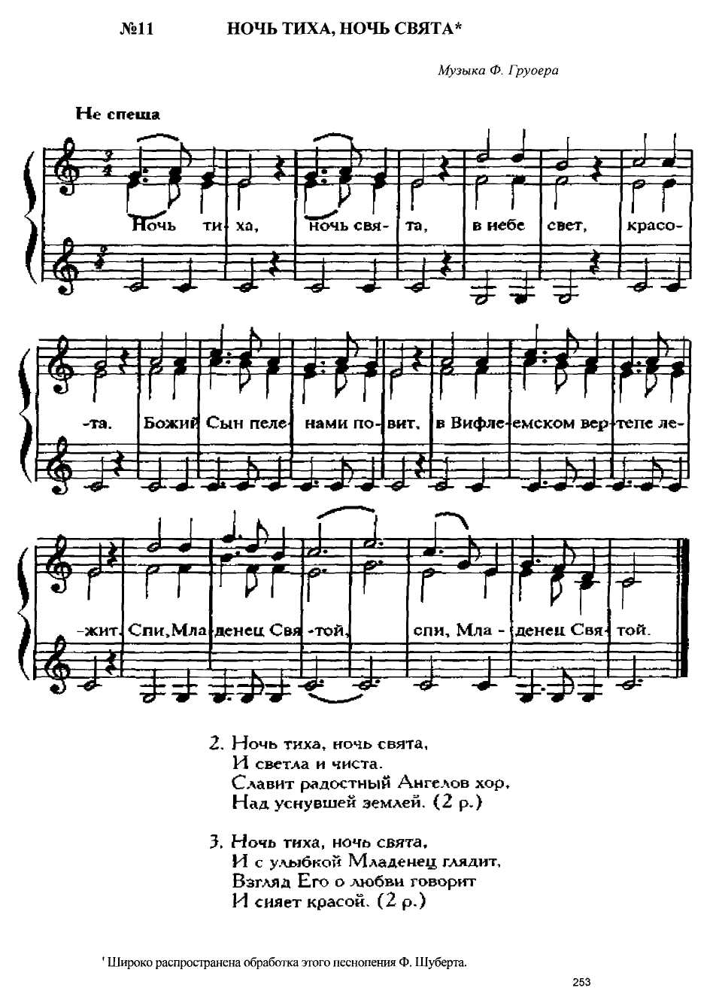 №11 НОЧЬ ТИХА, НОЧЬ СВЯТА*
Музыка Ф. Груоера
Не спеша
3
4
Ночь ти- ха, ночь свя- та, в небе свет, красо-
3
4
-та. Божий Сын пеле- нами по- вит, в Вифле- емском вер- тепе ле-
-жит. Спи, Мла- денец Свя -той, спи, Мла - денец Свя- той.
2. Ночь тиха, ночь свята,
И светла и чиста.
Славит радостный Ангелов хор,
Над уснувшей землей. (2 р.)
3. Ночь тиха, ночь свята,
И с улыбкой Младенец глядит,
Взгляд Его о любви говорит
И сияет красой. (2 р.)
' Широко распространена обработка этого песнопения Ф. Шуберта.
253